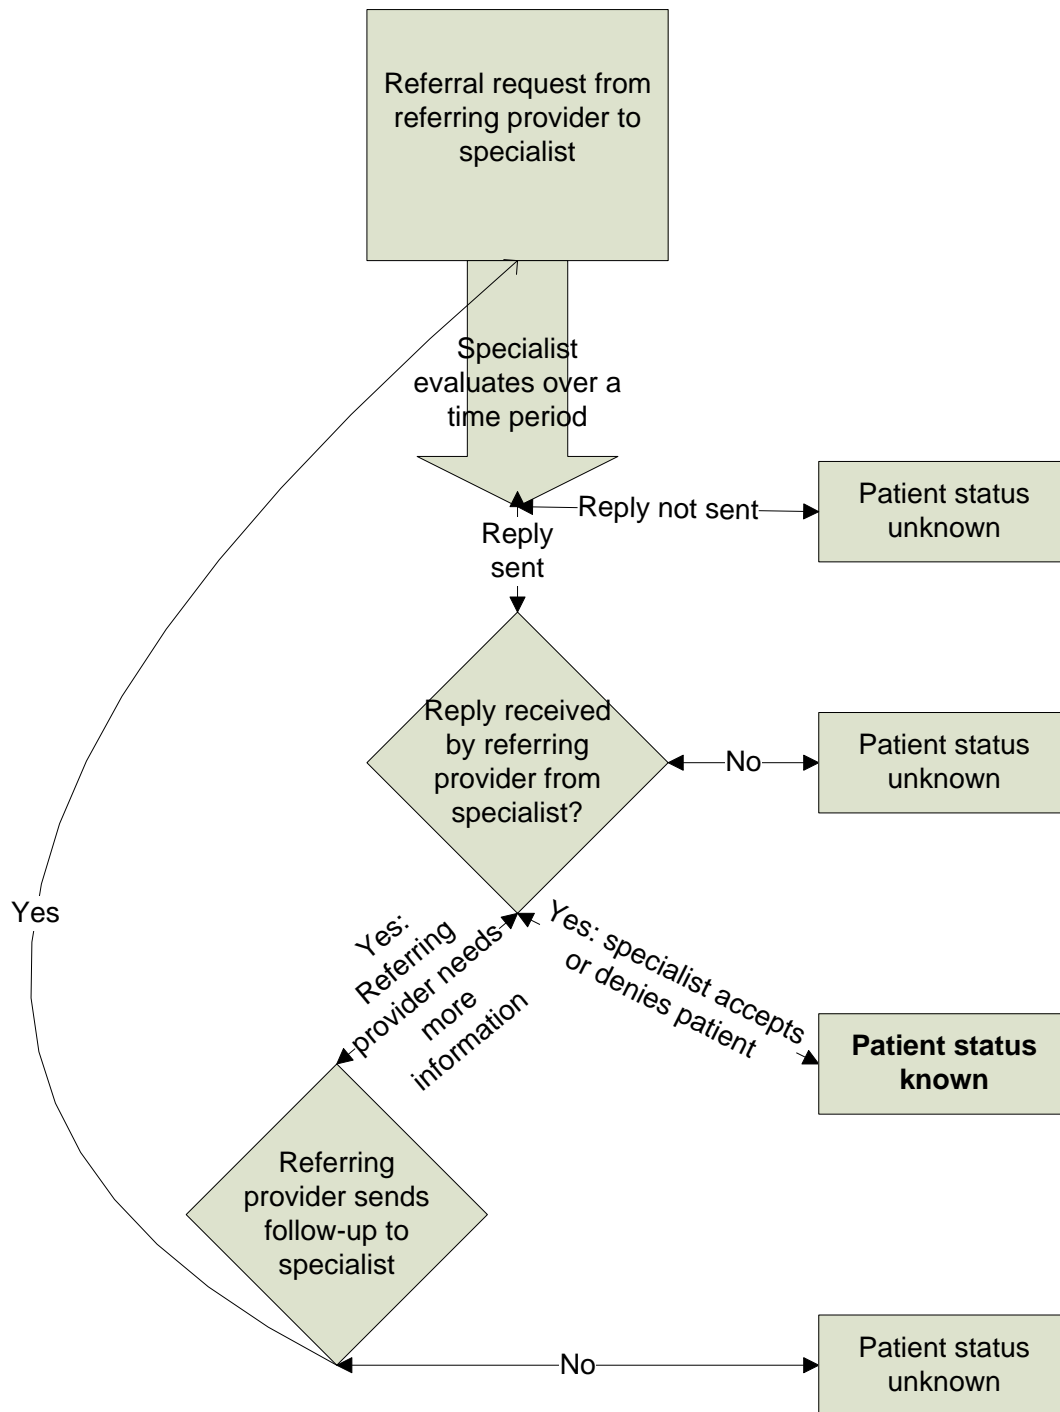 Referral request from
referring provider to
specialist
Specialist
evaluates over a
time period
Reply not sent
Patient status
unknown
Reply
sent
Reply received
by referring
provider from
specialist?
No
Patient status
unknown
Yes
Yes:
Referring
provider needs
more
information
Yes: specialist accepts
or denies patient
Patient status
known
Referring
provider sends
follow-up to
specialist
No
Patient status
unknown